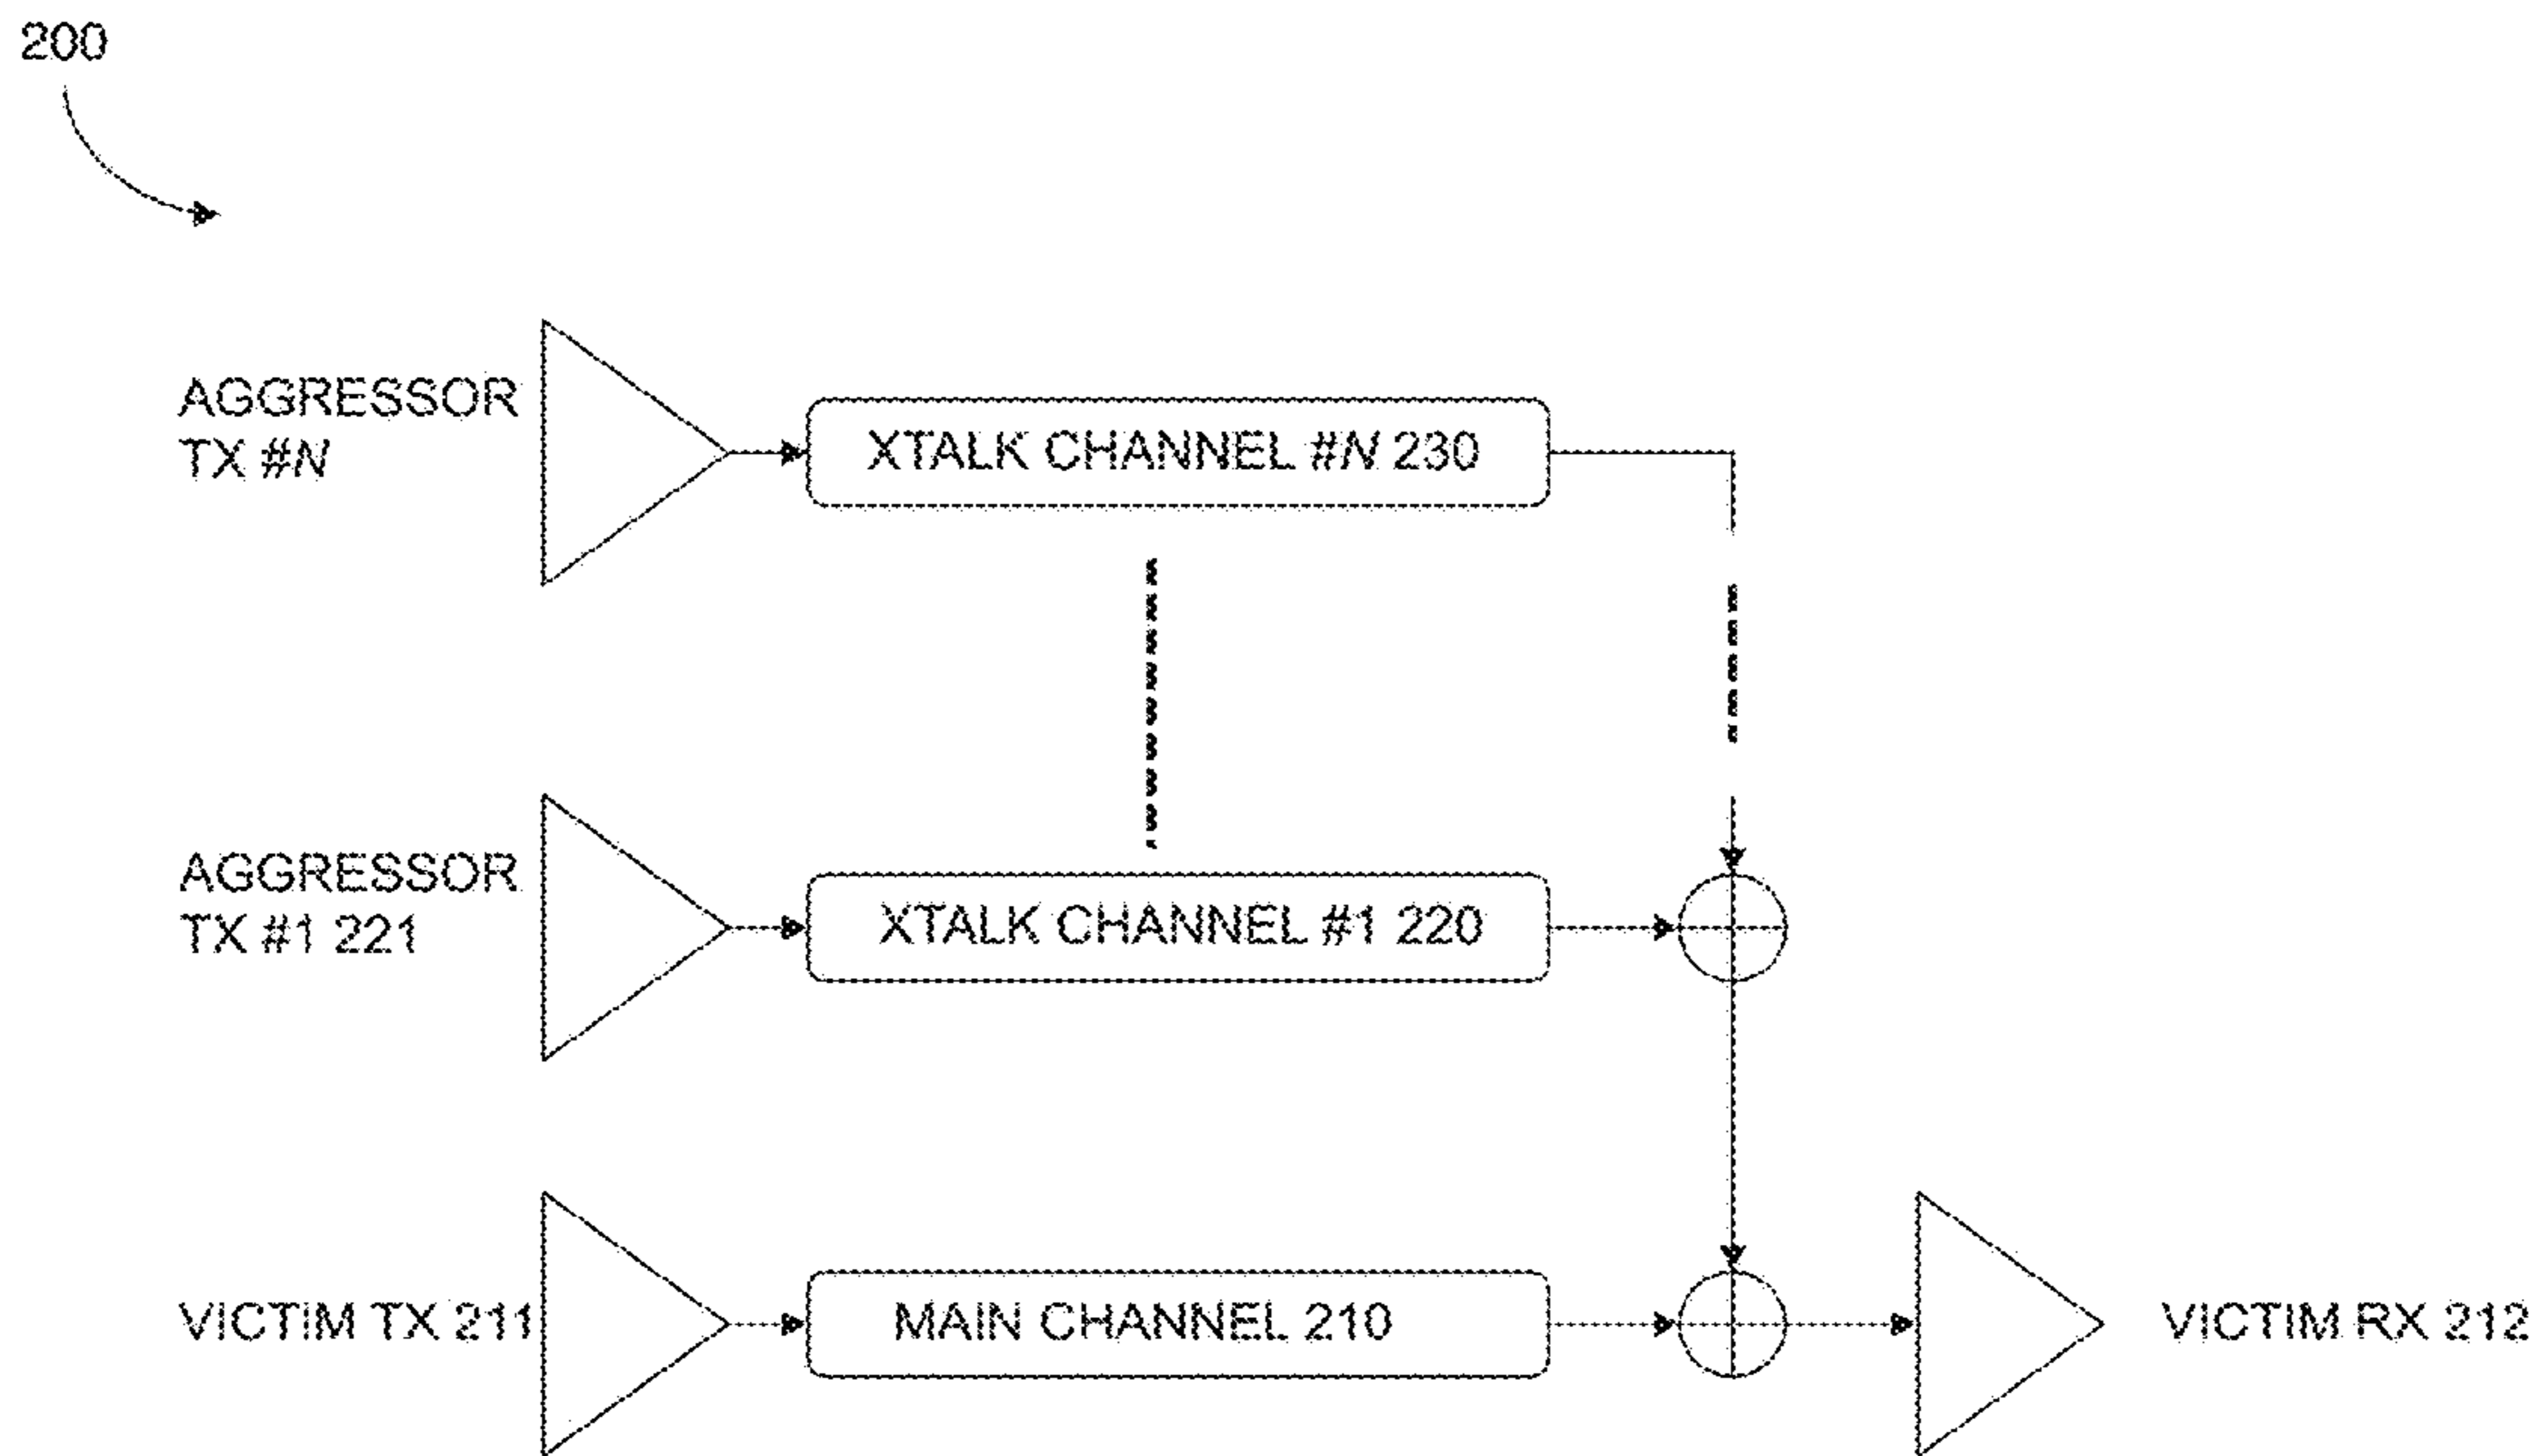 200
AGGRESSOR
TX #N
XTALK CHANNEL #N 230
AGGRESSOR
TX #1 221
XTALK CHANNEL #1 220
VICTIM TX 211
MAIN CHANNEL 210
VICTIM RX 212